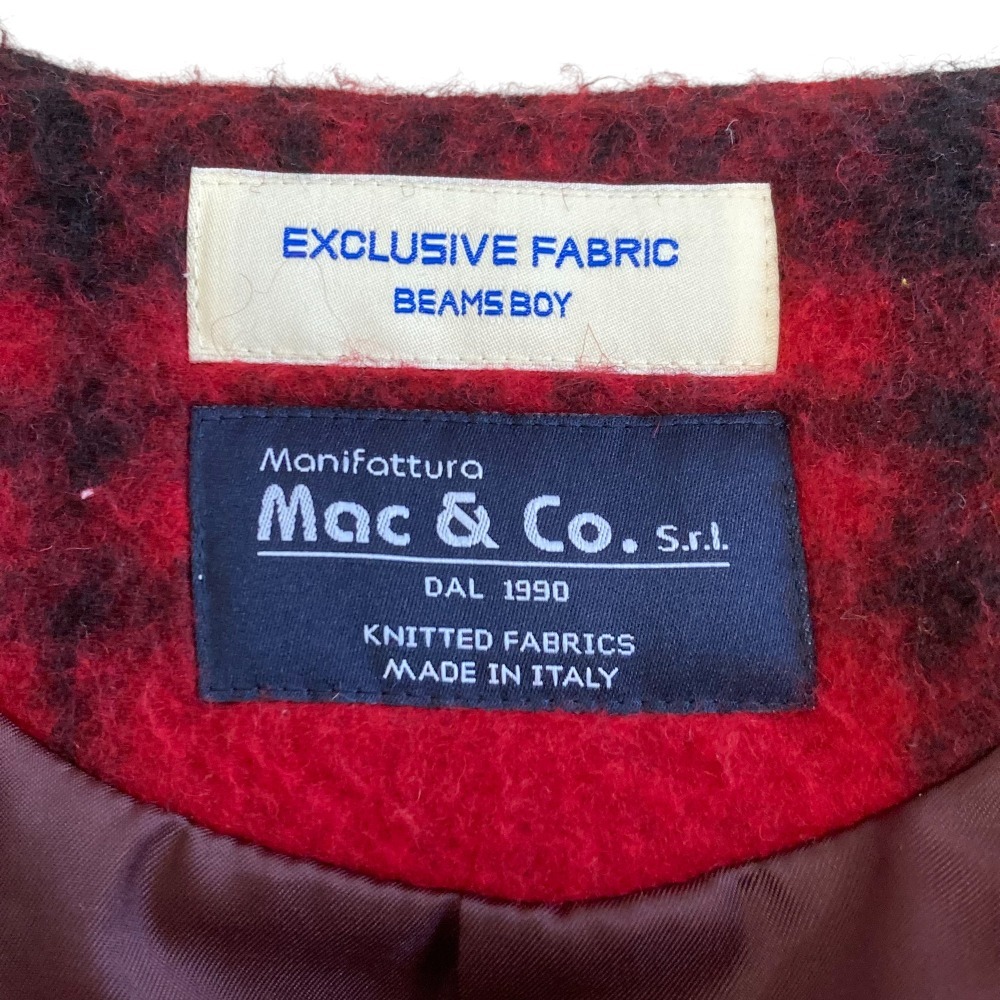 EXCLUSIVE FABRIC
BEAMS BOY
Manifattura
Mac & Co. S.r.l.
DAL 1990
KNITTED FABRICS
MADE IN ITALY